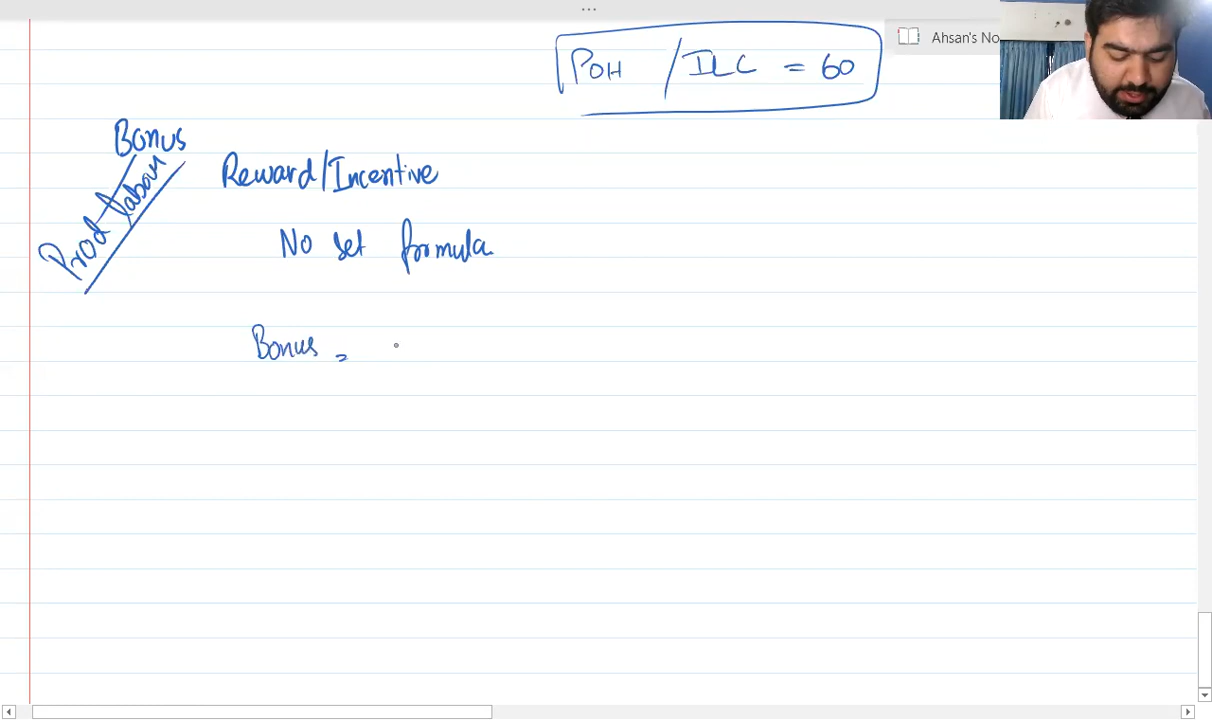 Ahsan's No
POH / ILC = 60
Bonus
Prod labour
Reward/Incentive
No set formula
Bonus =